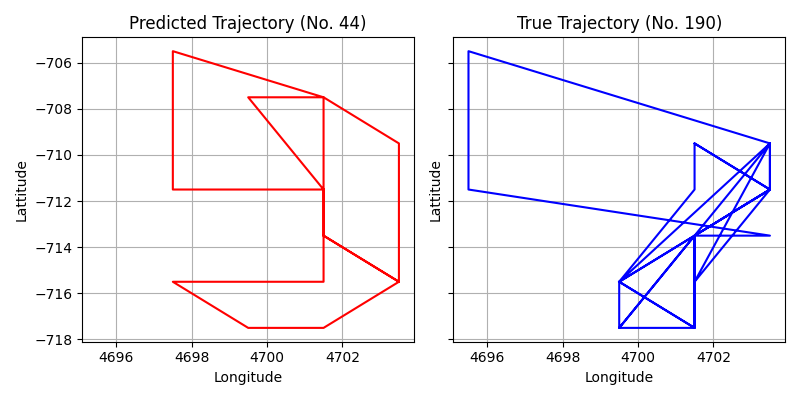 Predicted Trajectory (No. 44)
True Trajectory (No. 190)
Lattitude
−706
−708
−710
−712
−714
−716
−718
4696
4698
4700
4702
Longitude
Lattitude
4696
4698
4700
4702
Longitude